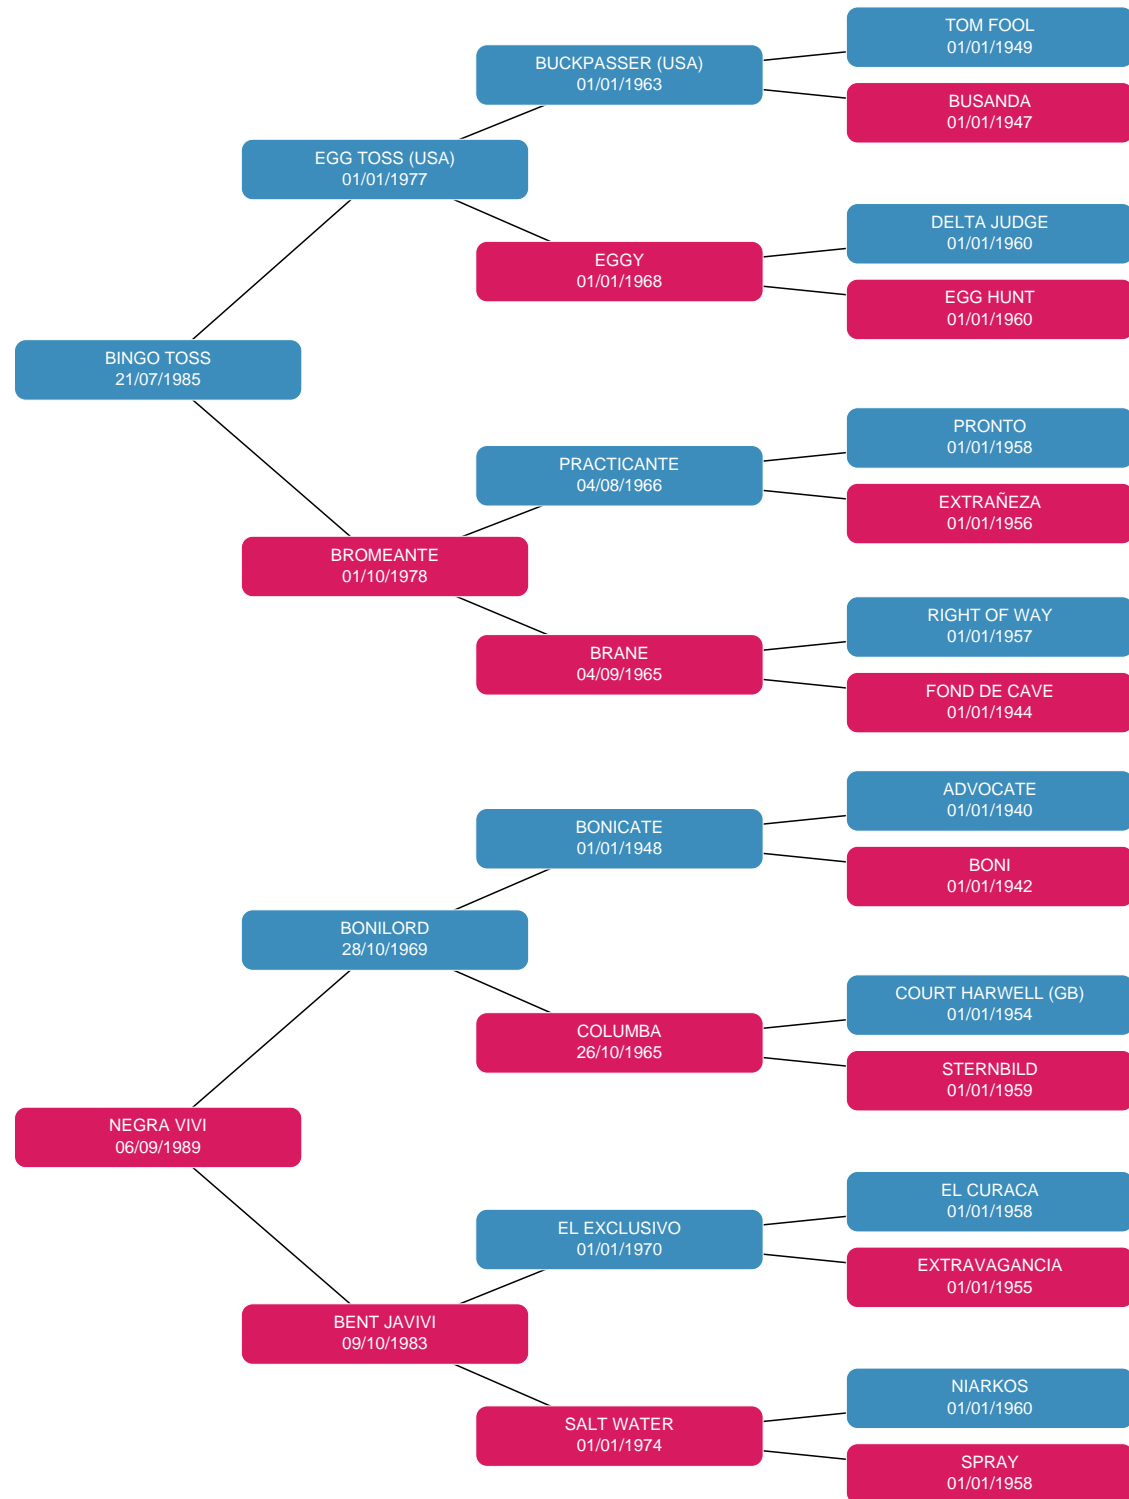 TOM FOOL
01/01/1949
BUCKPASSER (USA)
01/01/1963
BUSANDA
01/01/1947
EGG TOSS (USA)
01/01/1977
DELTA JUDGE
01/01/1960
EGGY
01/01/1968
EGG HUNT
01/01/1960
BINGO TOSS
21/07/1985
PRONTO
01/01/1958
PRACTICANTE
04/08/1966
EXTRAÑEZA
01/01/1956
BROMEANTE
01/10/1978
RIGHT OF WAY
01/01/1957
BRANE
04/09/1965
FOND DE CAVE
01/01/1944
ADVOCATE
01/01/1940
BONICATE
01/01/1948
BONI
01/01/1942
BONILORD
28/10/1969
COURT HARWELL (GB)
01/01/1954
COLUMBA
26/10/1965
STERNBILD
01/01/1959
NEGRA VIVI
06/09/1989
EL CURACA
01/01/1958
EL EXCLUSIVO
01/01/1970
EXTRAVAGANCIA
01/01/1955
BENT JAVIVI
09/10/1983
NIARKOS
01/01/1960
SALT WATER
01/01/1974
SPRAY
01/01/1958